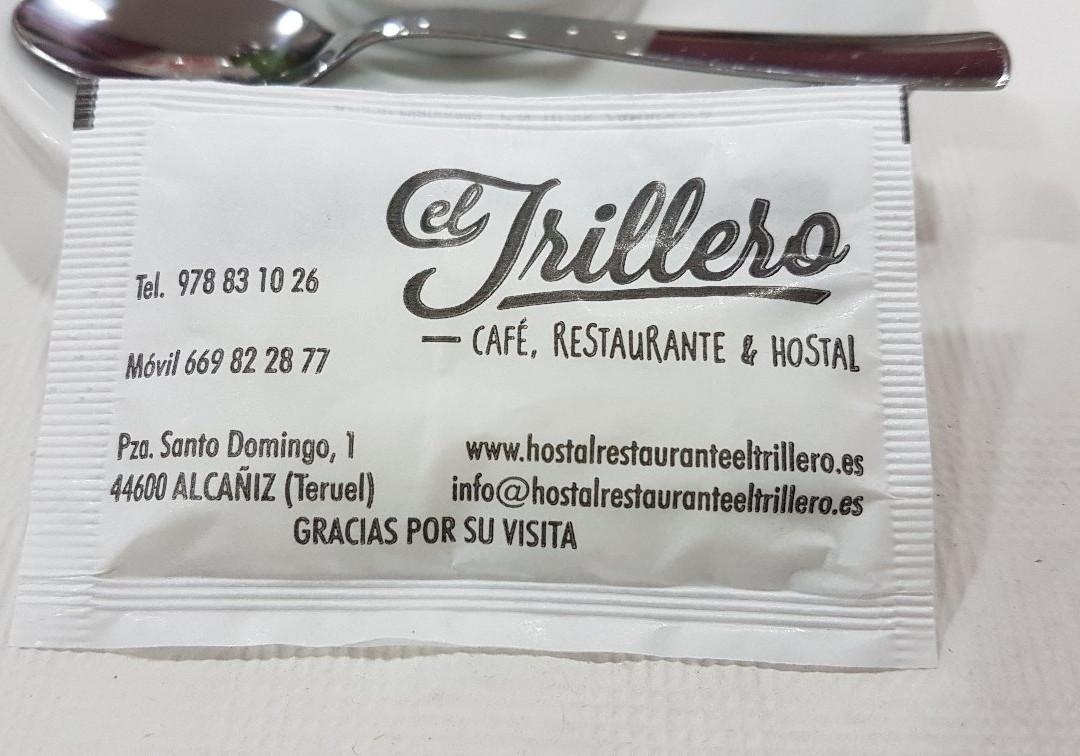 el Trillero
CAFÉ, RESTAURANTE & HOSTAL
Tel. 978 83 10 26
Móvil 669 82 28 77
Pza. Santo Domingo, 1
44600 ALCAÑIZ (Teruel)
www.hostalrestauranteeltrillero.es
info@hostalrestauranteeltrillero.es
GRACIAS POR SU VISITA